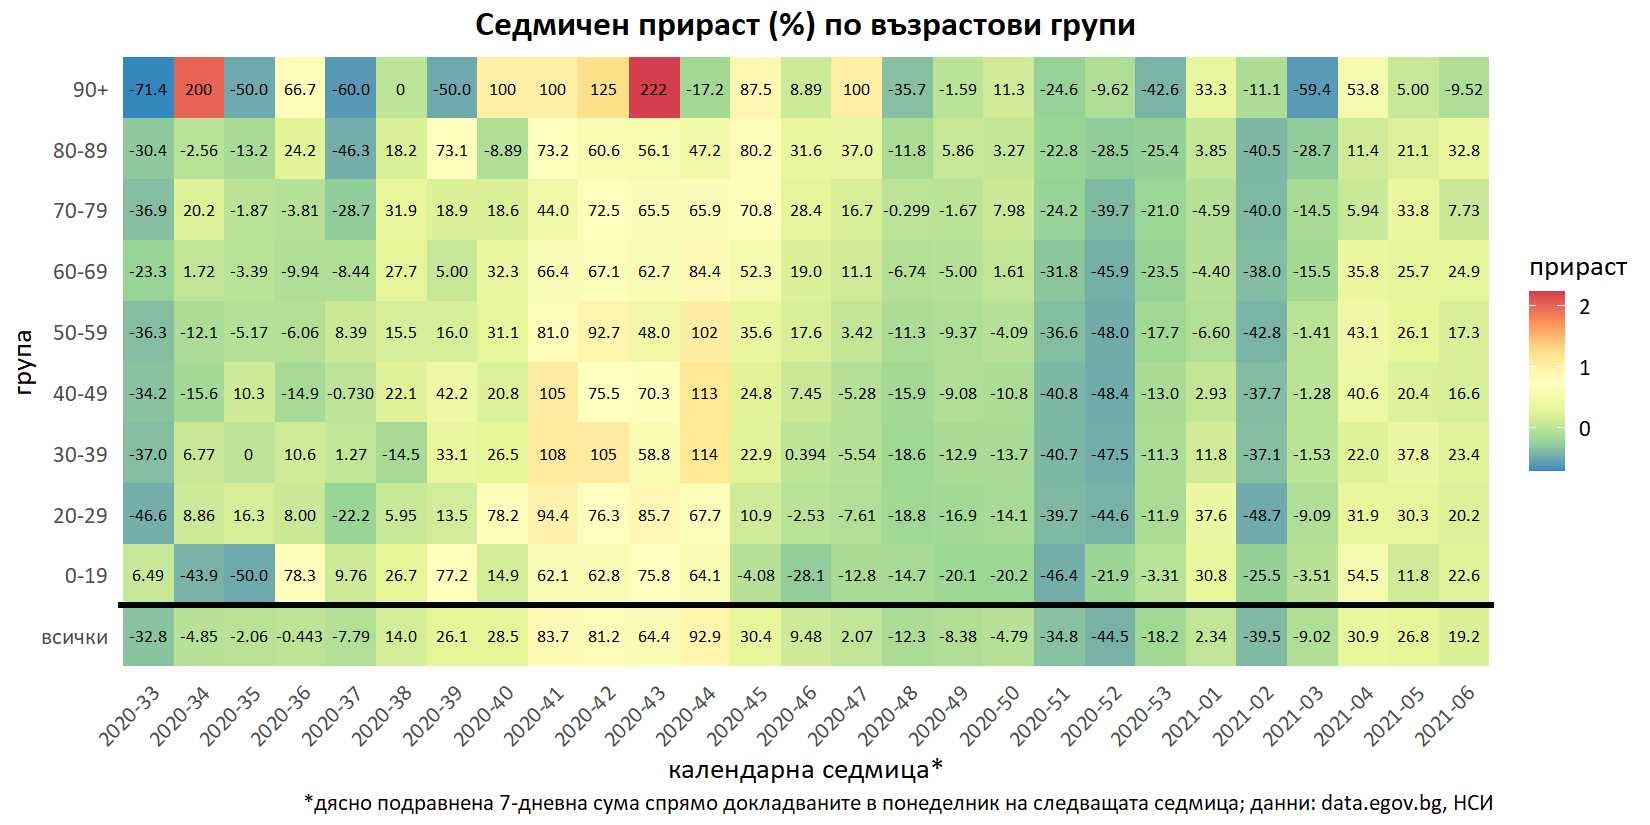 Седмичен прираст (%) по възрастови групи
90+ -71.4 200 -50.0 66.7 -60.0 0 -50.0 100 100 125 222 -17.2 87.5 8.89 100 -35.7 -1.59 11.3 -24.6 -9.62 -42.6 33.3 -11.1 -59.4 53.8 5.00 -9.52
80-89 -30.4 -2.56 -13.2 24.2 -46.3 18.2 73.1 -8.89 73.2 60.6 56.1 47.2 80.2 31.6 37.0 -11.8 5.86 3.27 -22.8 -28.5 -25.4 3.85 -40.5 -28.7 11.4 21.1 32.8
70-79 -36.9 20.2 -1.87 -3.81 -28.7 31.9 18.9 18.6 44.0 72.5 65.5 65.9 70.8 28.4 16.7 -0.299 -1.67 7.98 -24.2 -39.7 -21.0 -4.59 -40.0 -14.5 5.94 33.8 7.73
60-69 -23.3 1.72 -3.39 -9.94 -8.44 27.7 5.00 32.3 66.4 67.1 62.7 84.4 52.3 19.0 11.1 -6.74 -5.00 1.61 -31.8 -45.9 -23.5 -4.40 -38.0 -15.5 35.8 25.7 24.9
50-59 -36.3 -12.1 -5.17 -6.06 8.39 15.5 16.0 31.1 81.0 92.7 48.0 102 35.6 17.6 3.42 -11.3 -9.37 -4.09 -36.6 -48.0 -17.7 -6.60 -42.8 -1.41 43.1 26.1 17.3
40-49 -34.2 -15.6 10.3 -14.9 -0.730 22.1 42.2 20.8 105 75.5 70.3 113 24.8 7.45 -5.28 -15.9 -9.08 -10.8 -40.8 -48.4 -13.0 2.93 -37.7 -1.28 40.6 20.4 16.6
30-39 -37.0 6.77 0 10.6 1.27 -14.5 33.1 26.5 108 105 58.8 114 22.9 0.394 -5.54 -18.6 -12.9 -13.7 -40.7 -47.5 -11.3 11.8 -37.1 -1.53 22.0 37.8 23.4
20-29 -46.6 8.86 16.3 8.00 -22.2 5.95 13.5 78.2 94.4 76.3 85.7 67.7 10.9 -2.53 -7.61 -18.8 -16.9 -14.1 -39.7 -44.6 -11.9 37.6 -48.7 -9.09 31.9 30.3 20.2
0-19 6.49 -43.9 -50.0 78.3 9.76 26.7 77.2 14.9 62.1 62.8 75.8 64.1 -4.08 -28.1 -12.8 -14.7 -20.1 -20.2 -46.4 -21.9 -3.31 30.8 -25.5 -3.51 54.5 11.8 22.6
всички -32.8 -4.85 -2.06 -0.443 -7.79 14.0 26.1 28.5 83.7 81.2 64.4 92.9 30.4 9.48 2.07 -12.3 -8.38 -4.79 -34.8 -44.5 -18.2 2.34 -39.5 -9.02 30.9 26.8 19.2
2020-33 2020-34 2020-35 2020-36 2020-37 2020-38 2020-39 2020-40 2020-41 2020-42 2020-43 2020-44 2020-45 2020-46 2020-47 2020-48 2020-49 2020-50 2020-51 2020-52 2020-53 2021-01 2021-02 2021-03 2021-04 2021-05 2021-06
група
календарна седмица*
*дясно подравнена 7-дневна сума спрямо докладваните в понеделник на следващата седмица; данни: data.egov.bg, НСИ
прираст
2
1
0